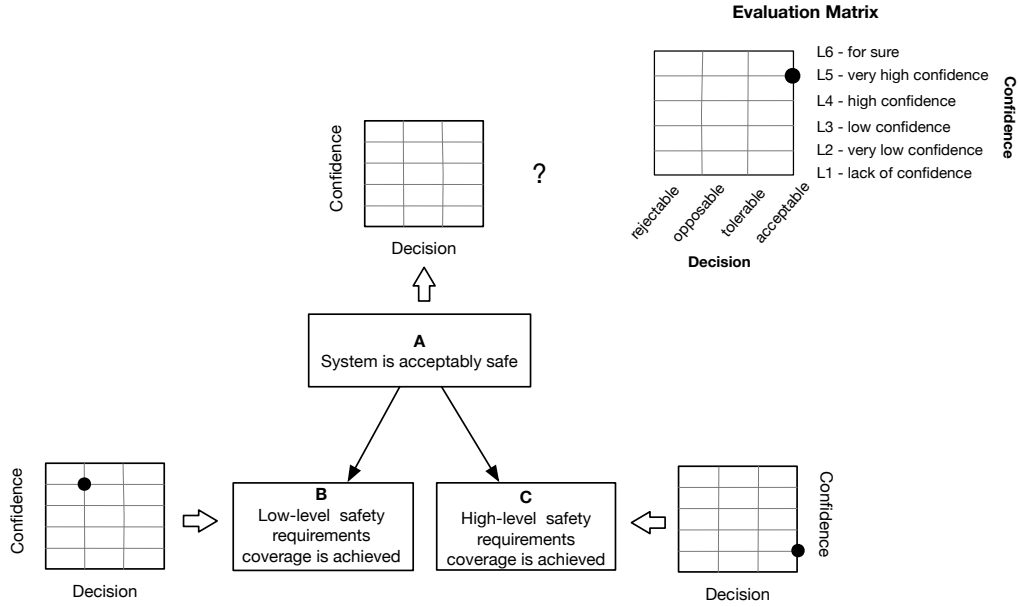 Evaluation Matrix
L6 - for sure
L5 - very high confidence
L4 - high confidence
L3 - low confidence
L2 - very low confidence
L1 - lack of confidence
Confidence
rejectable
opposable
tolerable
acceptable
Decision
Confidence
?
Decision
A
System is acceptably safe
Confidence
Decision
B
Low-level safety
requirements
coverage is achieved
C
High-level safety
requirements
coverage is achieved
Confidence
Decision